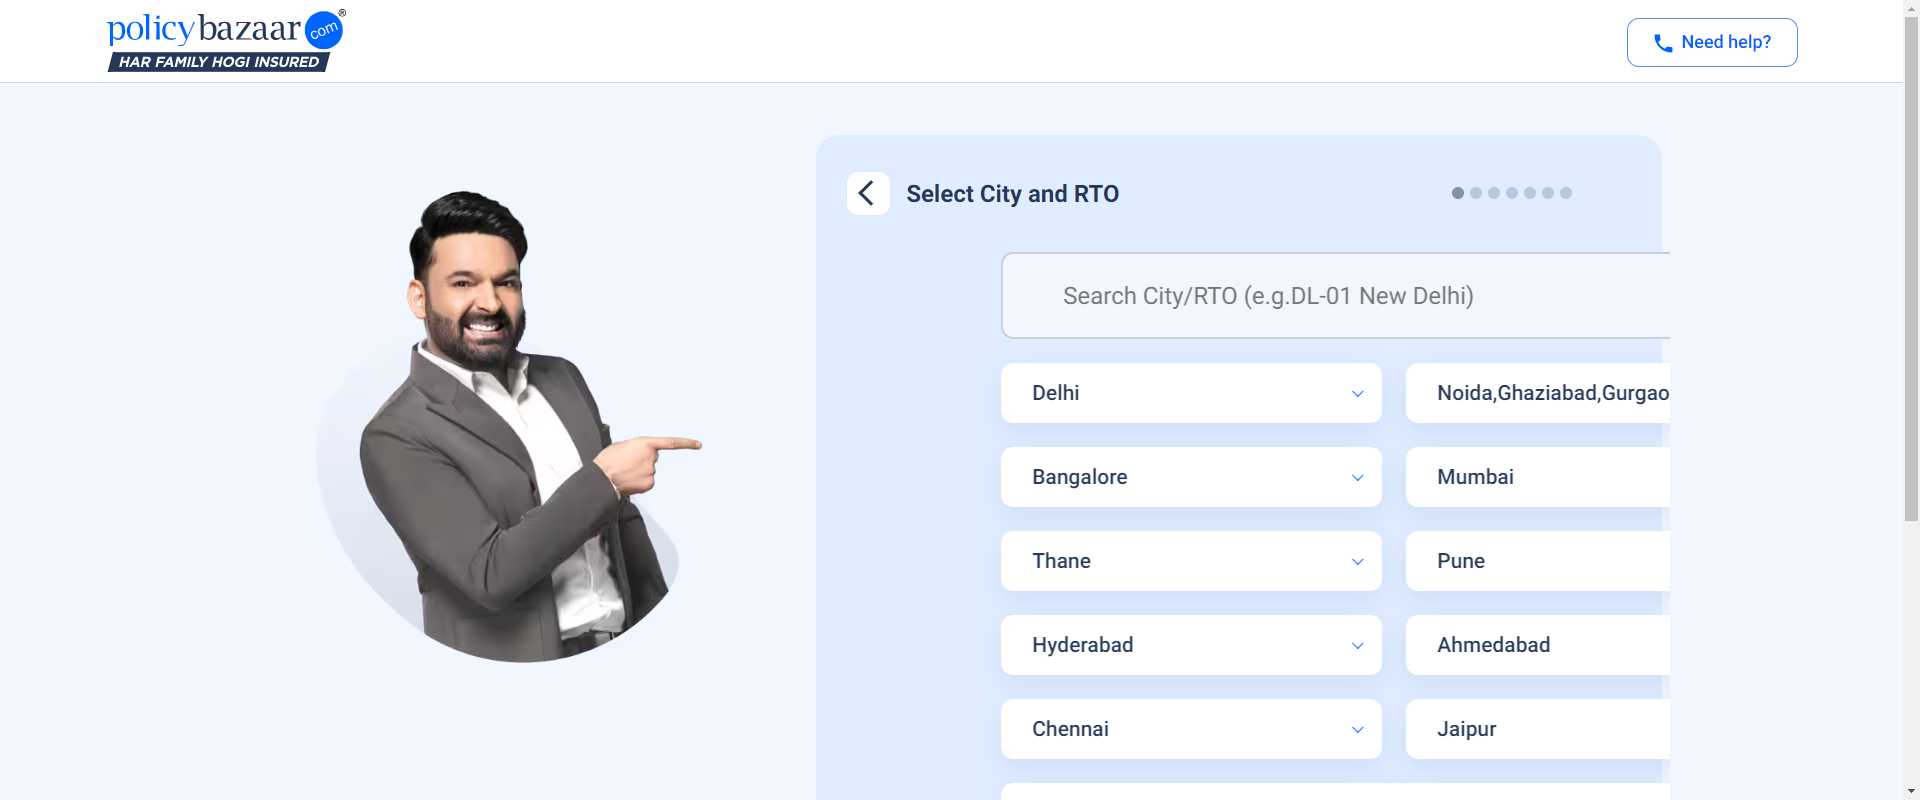 policybazaar.com®
HAR FAMILY HOGI INSURED
Need help?
Select City and RTO
Search City/RTO (e.g.DL-01 New Delhi)
Delhi
Noida,Ghaziabad,Gurgao
Bangalore
Mumbai
Thane
Pune
Hyderabad
Ahmedabad
Chennai
Jaipur